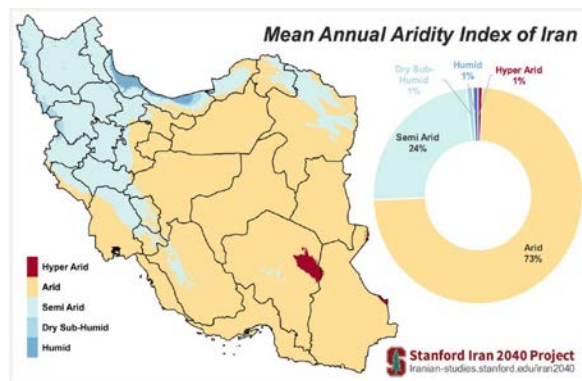 Mean Annual Aridity Index of Iran
Dry Sub-
Humid
1%
Humid
1%
Hyper Arid
1%
Semi Arid
24%
Arid
73%
Hyper Arid
Arid
Semi Arid
Dry Sub-Humid
Humid
Stanford Iran 2040 Project
Iranian-studies.stanford.edu/iran2040